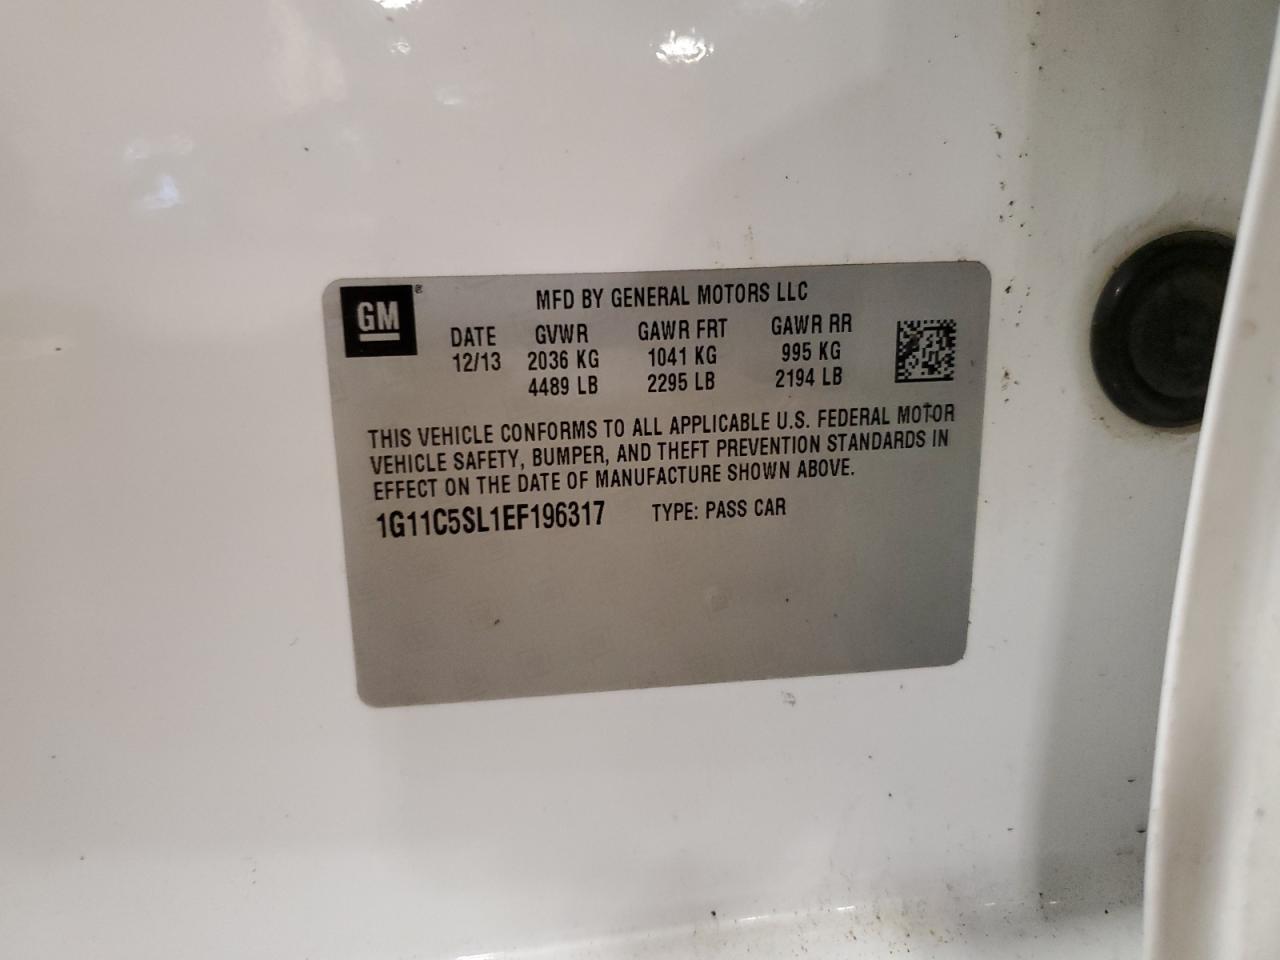 GM®
MFD BY GENERAL MOTORS LLC
DATE GVWR GAWR FRT GAWR RR
12/13 2036 KG 1041 KG 995 KG
4489 LB 2295 LB 2194 LB
THIS VEHICLE CONFORMS TO ALL APPLICABLE U.S. FEDERAL MOTOR
VEHICLE SAFETY, BUMPER, AND THEFT PREVENTION STANDARDS IN
EFFECT ON THE DATE OF MANUFACTURE SHOWN ABOVE.
1G11C5SL1EF196317 TYPE: PASS CAR